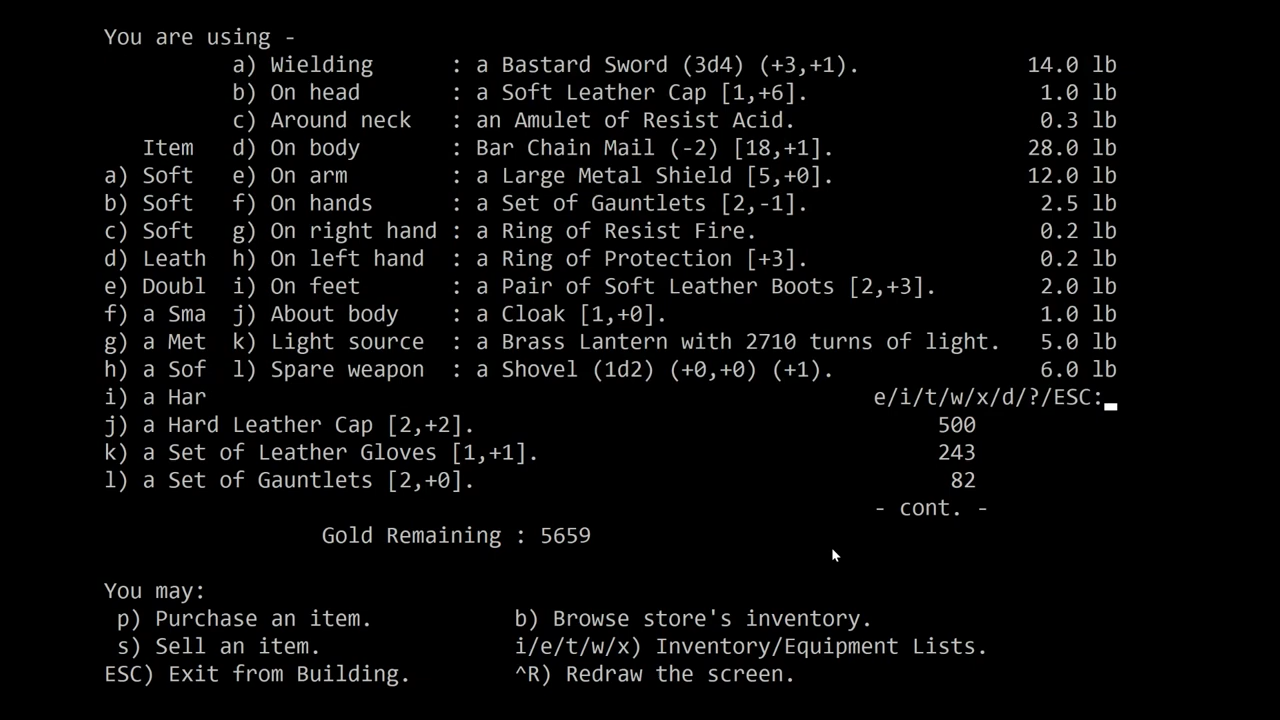 You are using -
a) Wielding : a Bastard Sword (3d4) (+3,+1). 14.0 lb
b) On head : a Soft Leather Cap [1,+6]. 1.0 lb
c) Around neck : an Amulet of Resist Acid. 0.3 lb
Item d) On body : Bar Chain Mail (-2) [18,+1]. 28.0 lb
a) Soft e) On arm : a Large Metal Shield [5,+0]. 12.0 lb
b) Soft f) On hands : a Set of Gauntlets [2,-1]. 2.5 lb
c) Soft g) On right hand : a Ring of Resist Fire. 0.2 lb
d) Leath h) On left hand : a Ring of Protection [+3]. 0.2 lb
e) Doubl i) On feet : a Pair of Soft Leather Boots [2,+3]. 2.0 lb
f) a Sma j) About body : a Cloak [1,+0]. 1.0 lb
g) a Met k) Light source : a Brass Lantern with 2710 turns of light. 5.0 lb
h) a Sof l) Spare weapon : a Shovel (1d2) (+0,+0) (+1). 6.0 lb
i) a Har e/i/t/w/x/d/?/ESC:_
j) a Hard Leather Cap [2,+2]. 500
k) a Set of Leather Gloves [1,+1]. 243
l) a Set of Gauntlets [2,+0]. 82
- cont. -
Gold Remaining : 5659
You may:
p) Purchase an item. b) Browse store's inventory.
s) Sell an item. i/e/t/w/x) Inventory/Equipment Lists.
ESC) Exit from Building. ^R) Redraw the screen.